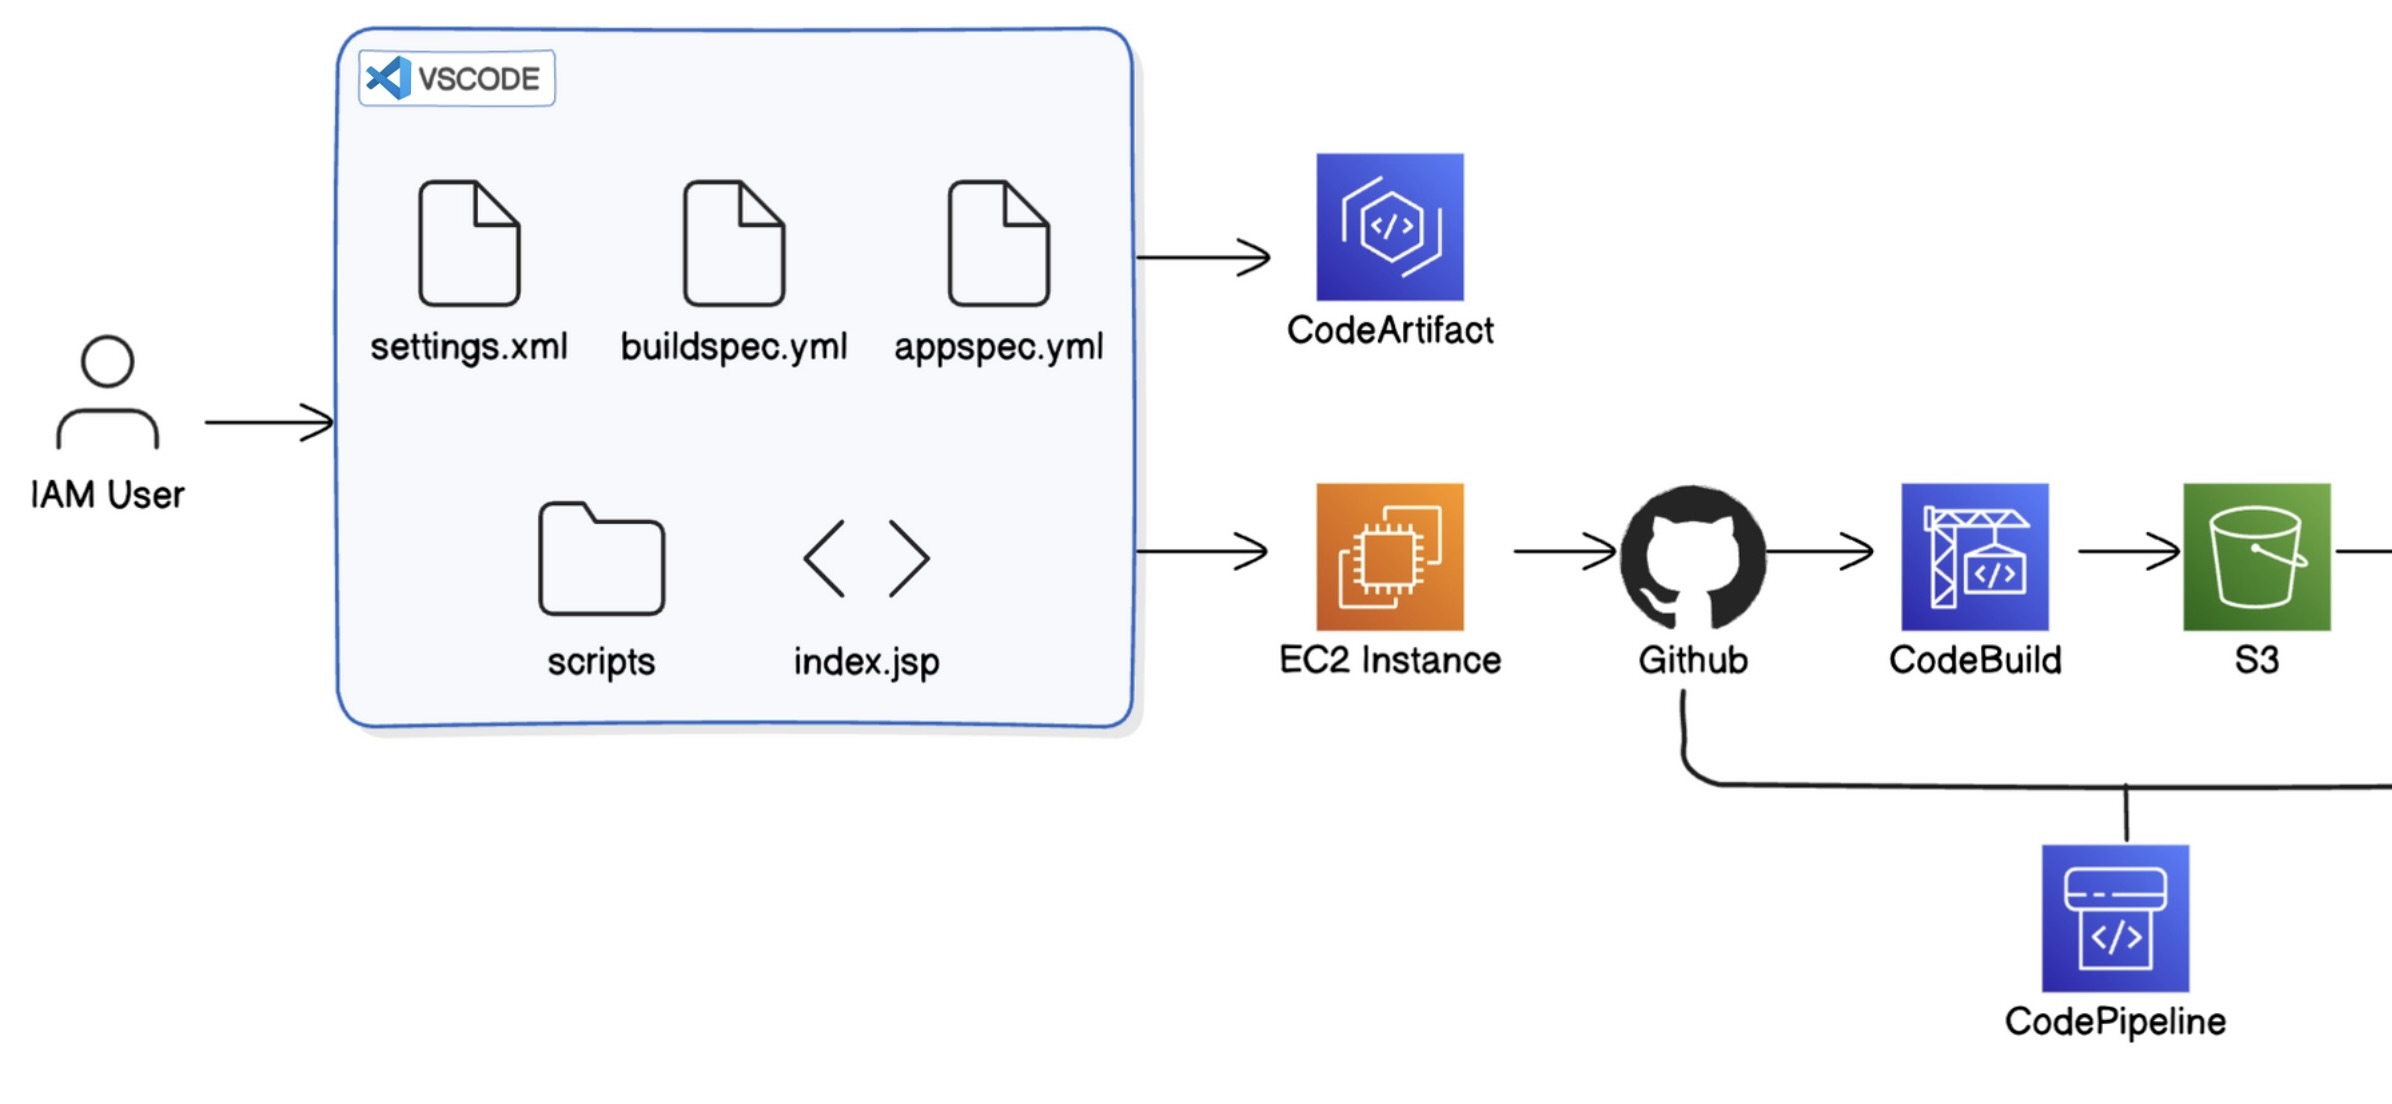 VSCODE
settings.xml
buildspec.yml
appspec.yml
CodeArtifact
IAM User
scripts
index.jsp
EC2 Instance
Github
CodeBuild
S3
CodePipeline